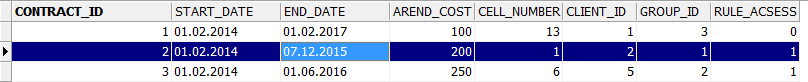 CONTRACT_ID START_DATE END_DATE AREND_COST CELL_NUMBER CLIENT_ID GROUP_ID RULE_ACSESS
1 01.02.2014 01.02.2017 100 13 1 3 0
2 01.02.2014 07.12.2015 200 1 2 1 1
3 01.02.2014 01.06.2016 250 6 5 2 1